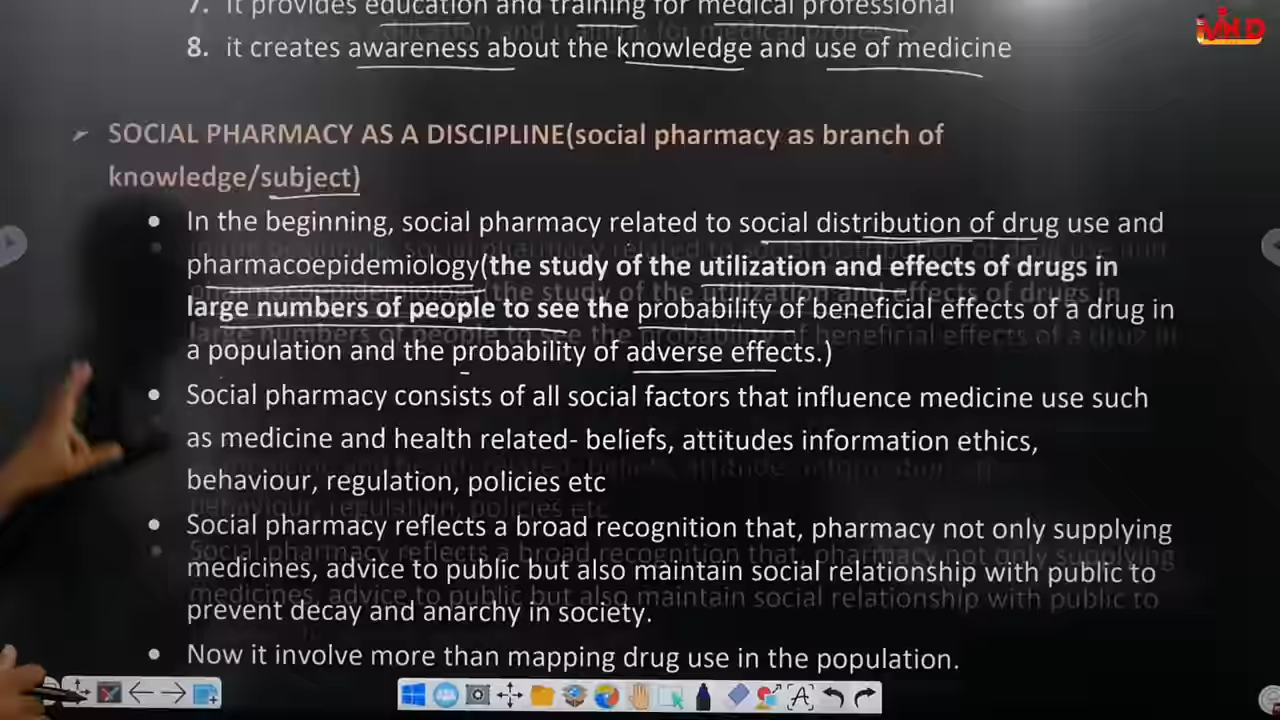 7. it provides education and training for medical professional
8. it creates awareness about the knowledge and use of medicine
SOCIAL PHARMACY AS A DISCIPLINE(social pharmacy as branch of
knowledge/subject)
• In the beginning, social pharmacy related to social distribution of drug use and
pharmacoepidemiology(the study of the utilization and effects of drugs in
large numbers of people to see the probability of beneficial effects of a drug in
a population and the probability of adverse effects.)
• Social pharmacy consists of all social factors that influence medicine use such
as medicine and health related- beliefs, attitudes information ethics,
behaviour, regulation, policies etc
• Social pharmacy reflects a broad recognition that, pharmacy not only supplying
medicines, advice to public but also maintain social relationship with public to
prevent decay and anarchy in society.
• Now it involve more than mapping drug use in the population.